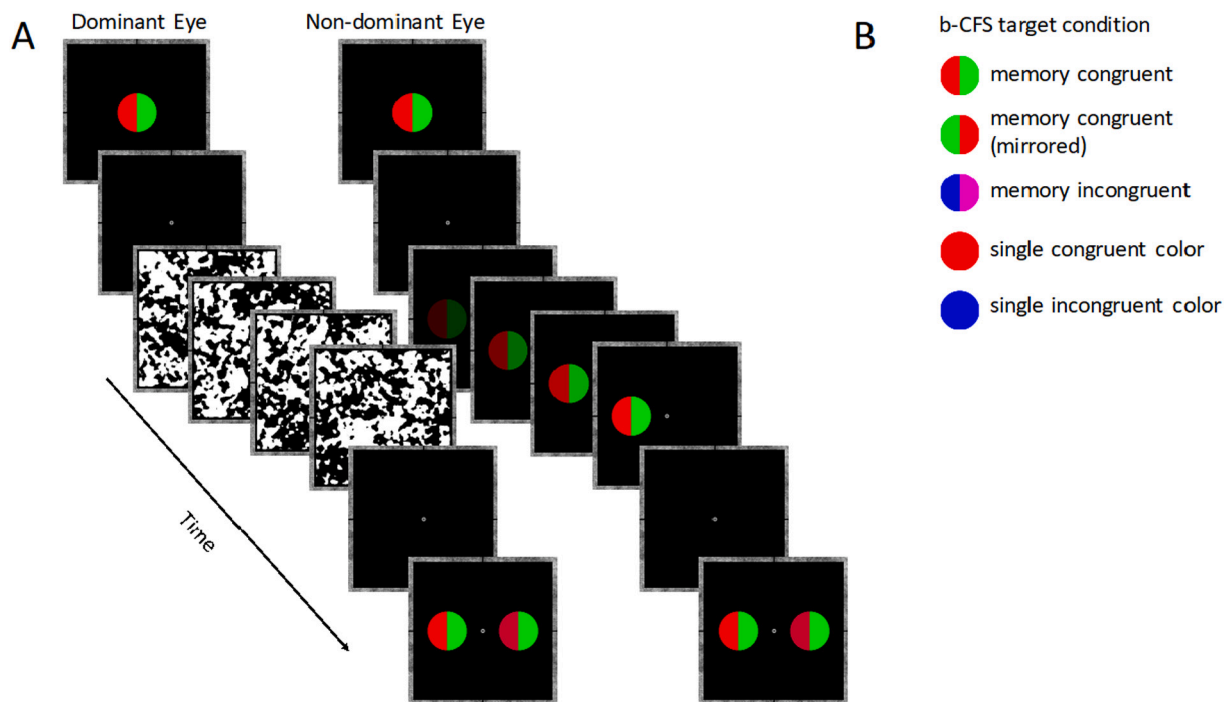 Dominant Eye
Non-dominant Eye
A
B
b-CFS target condition
memory congruent
memory congruent
(mirrored)
memory incongruent
single congruent color
single incongruent color
Time